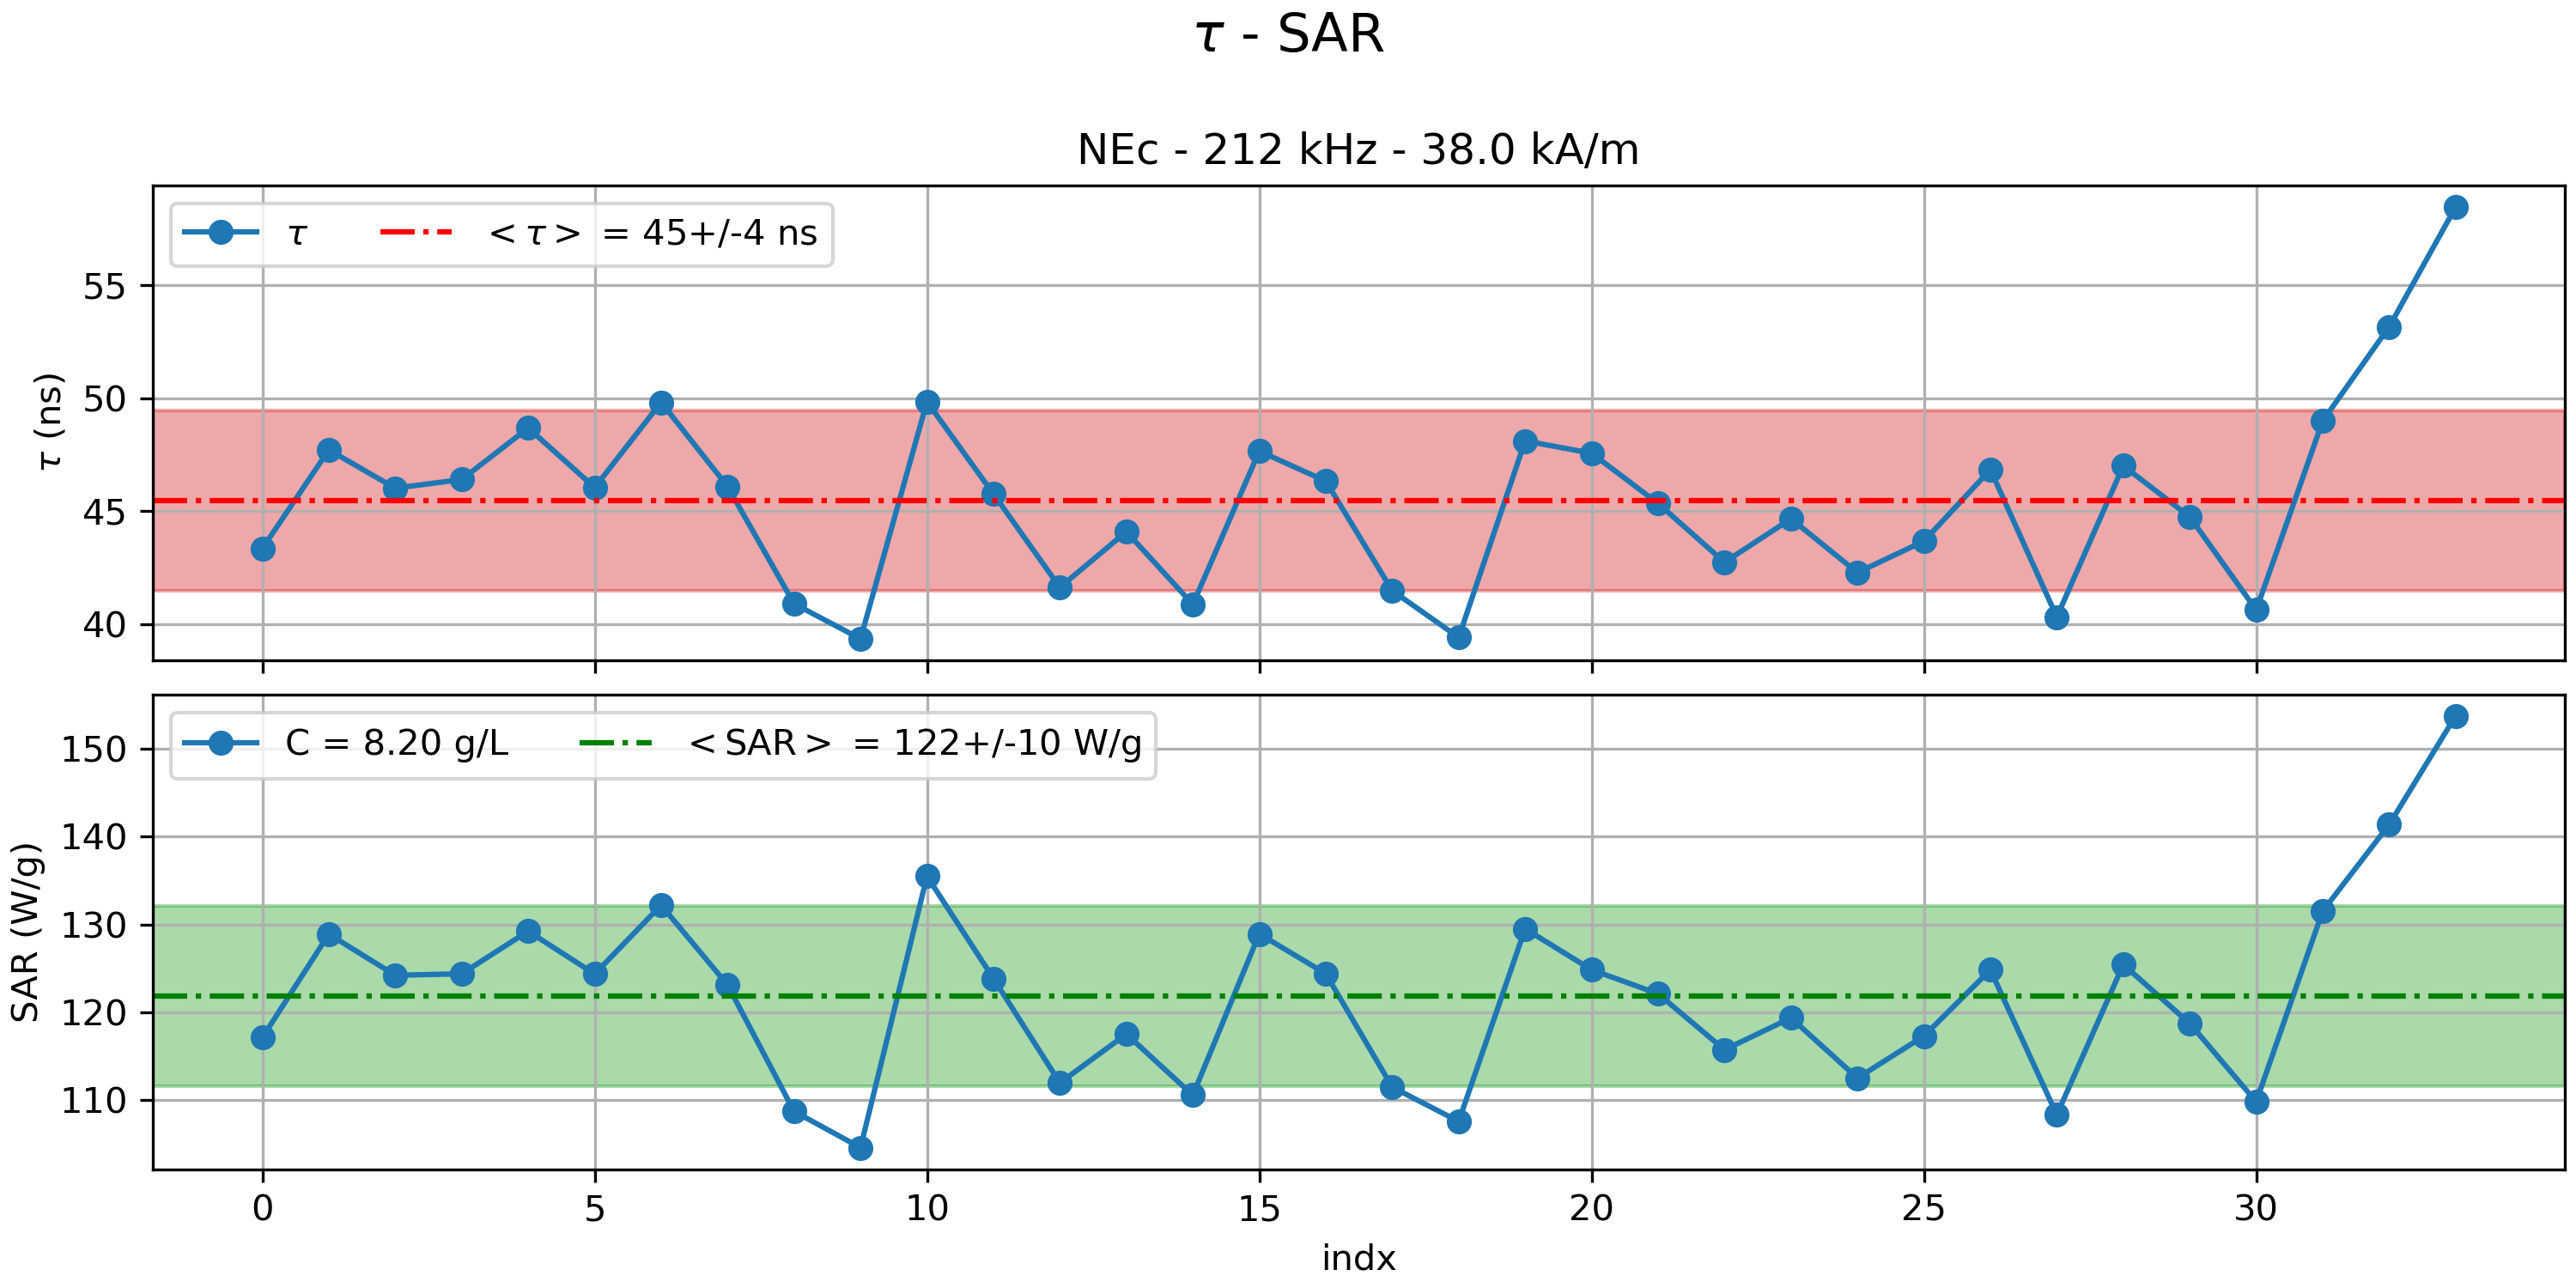 τ - SAR
NEc - 212 kHz - 38.0 kA/m
τ <τ> = 45+/-4 ns
τ (ns)
55
50
45
40
C = 8.20 g/L <SAR> = 122+/-10 W/g
SAR (W/g)
150
140
130
120
110
0 5 10 15 20 25 30
indx